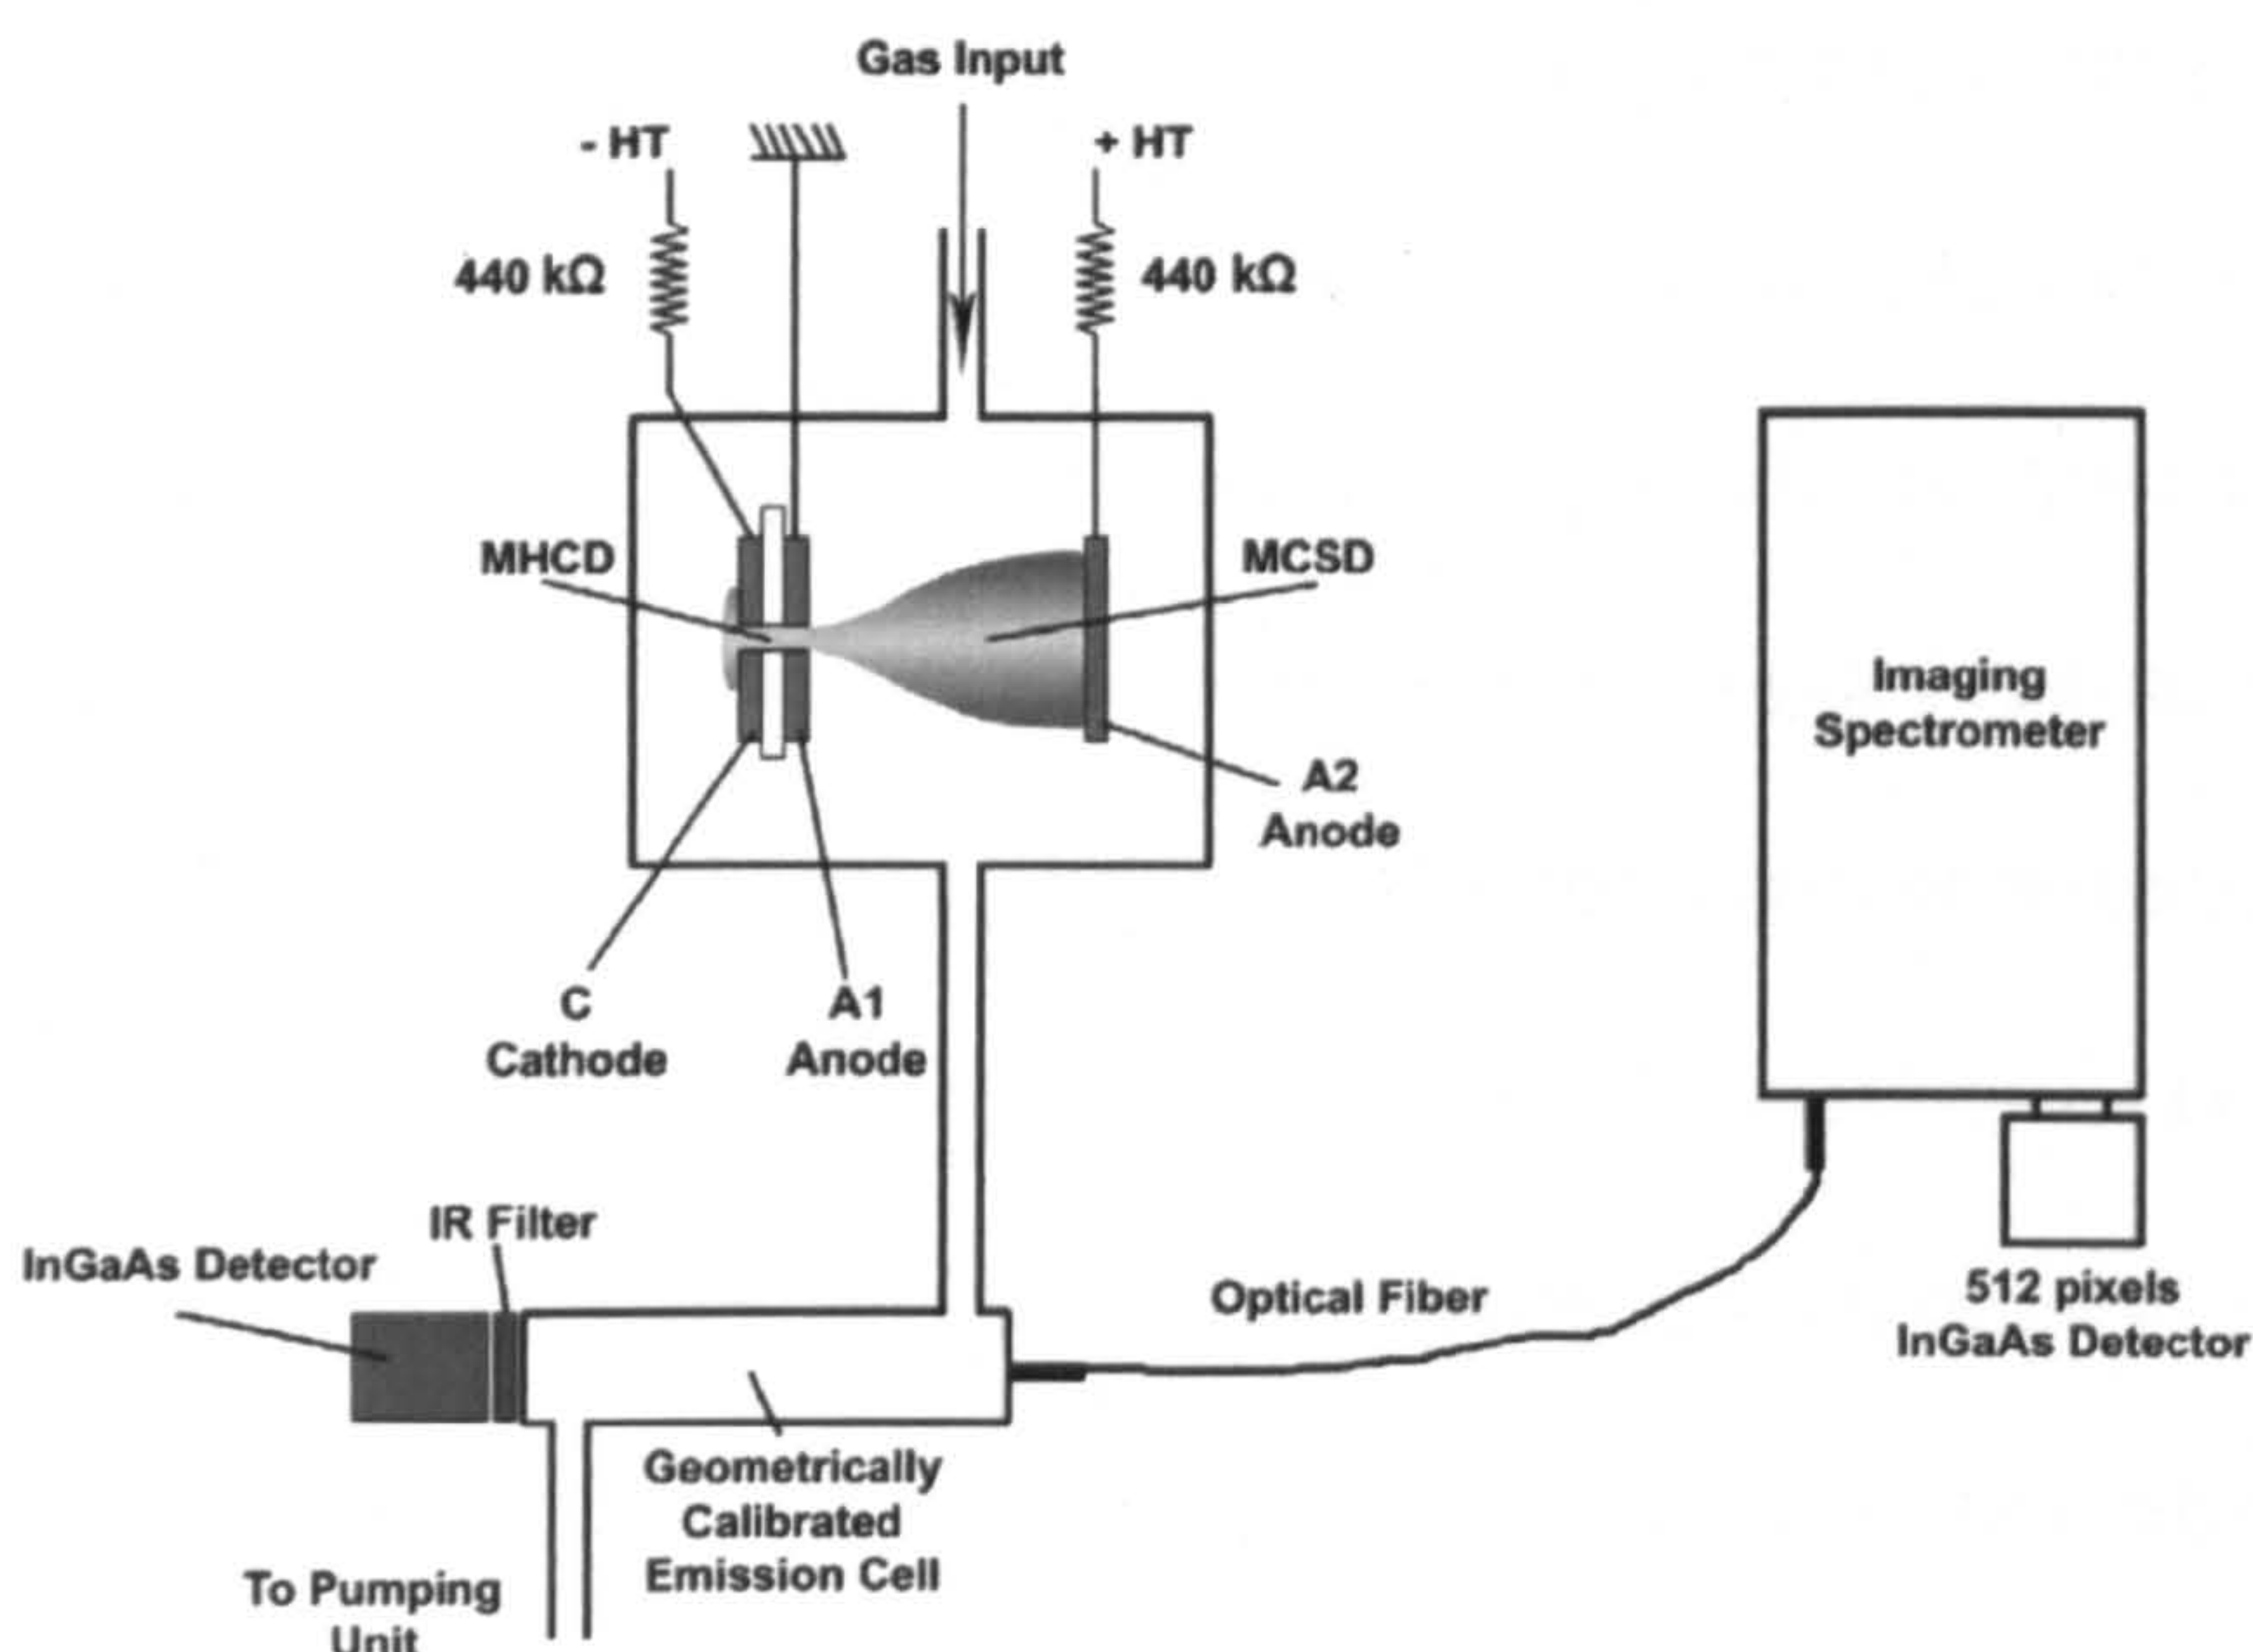 Gas Input
- HT
+ HT
440 kΩ
440 kΩ
MHCD
MCSD
Imaging
Spectrometer
A2
Anode
C
Cathode
A1
Anode
IR Filter
InGaAs Detector
Optical Fiber
512 pixels
InGaAs Detector
Geometrically
Calibrated
Emission Cell
To Pumping
Unit